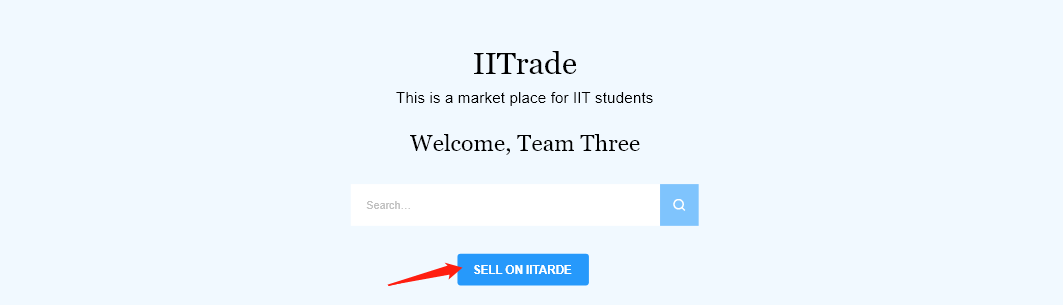 IITrade
This is a market place for IIT students
Welcome, Team Three
Search...
SELL ON IITARDE